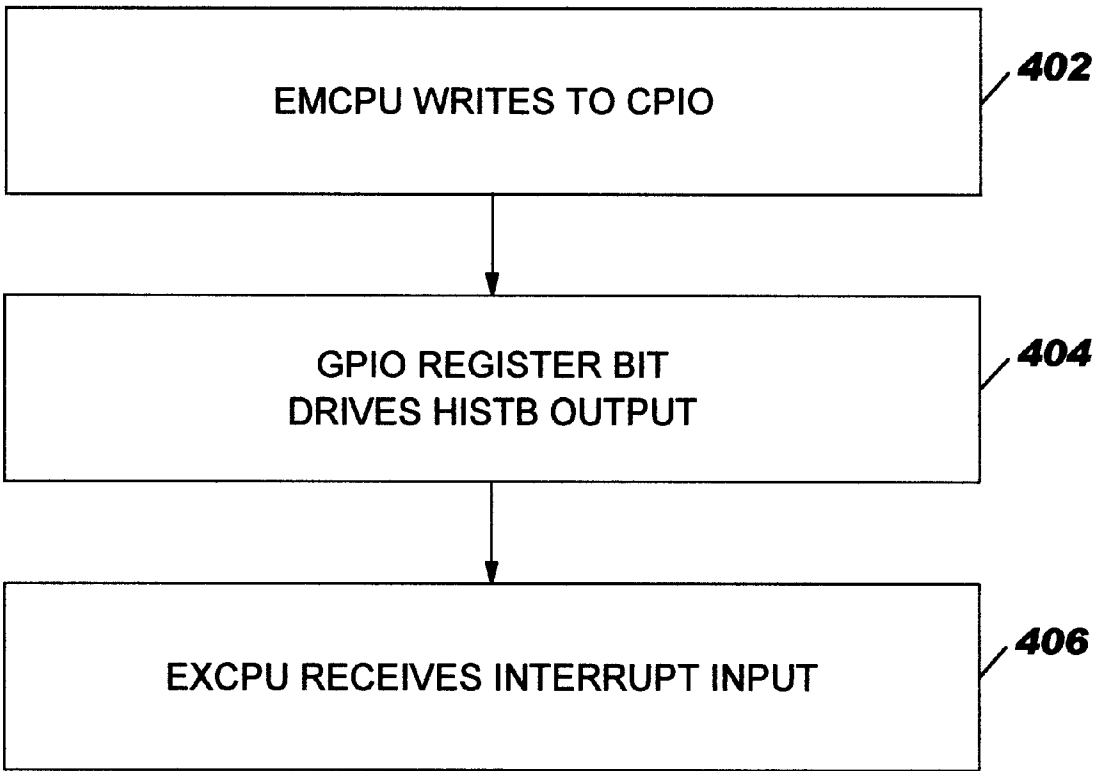 EMCPU WRITES TO CPIO
402
GPIO REGISTER BIT
DRIVES HISTB OUTPUT
404
EXCPU RECEIVES INTERRUPT INPUT
406